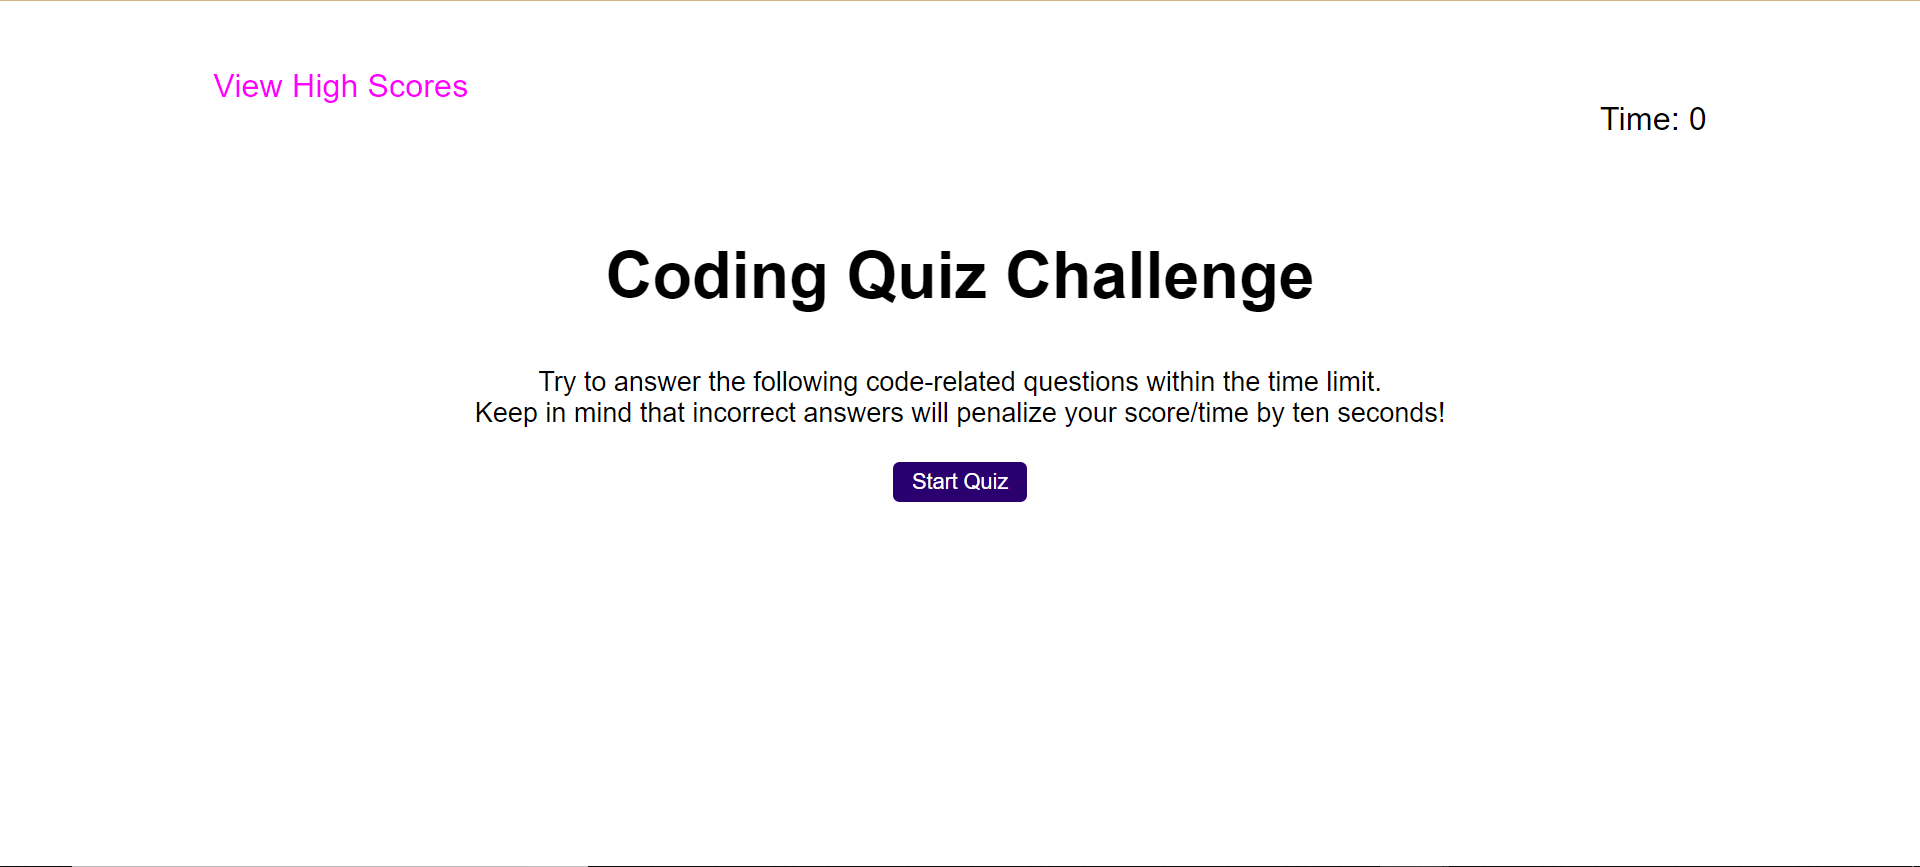 View High Scores
Time: 0
Coding Quiz Challenge
Try to answer the following code-related questions within the time limit.
Keep in mind that incorrect answers will penalize your score/time by ten seconds!
Start Quiz